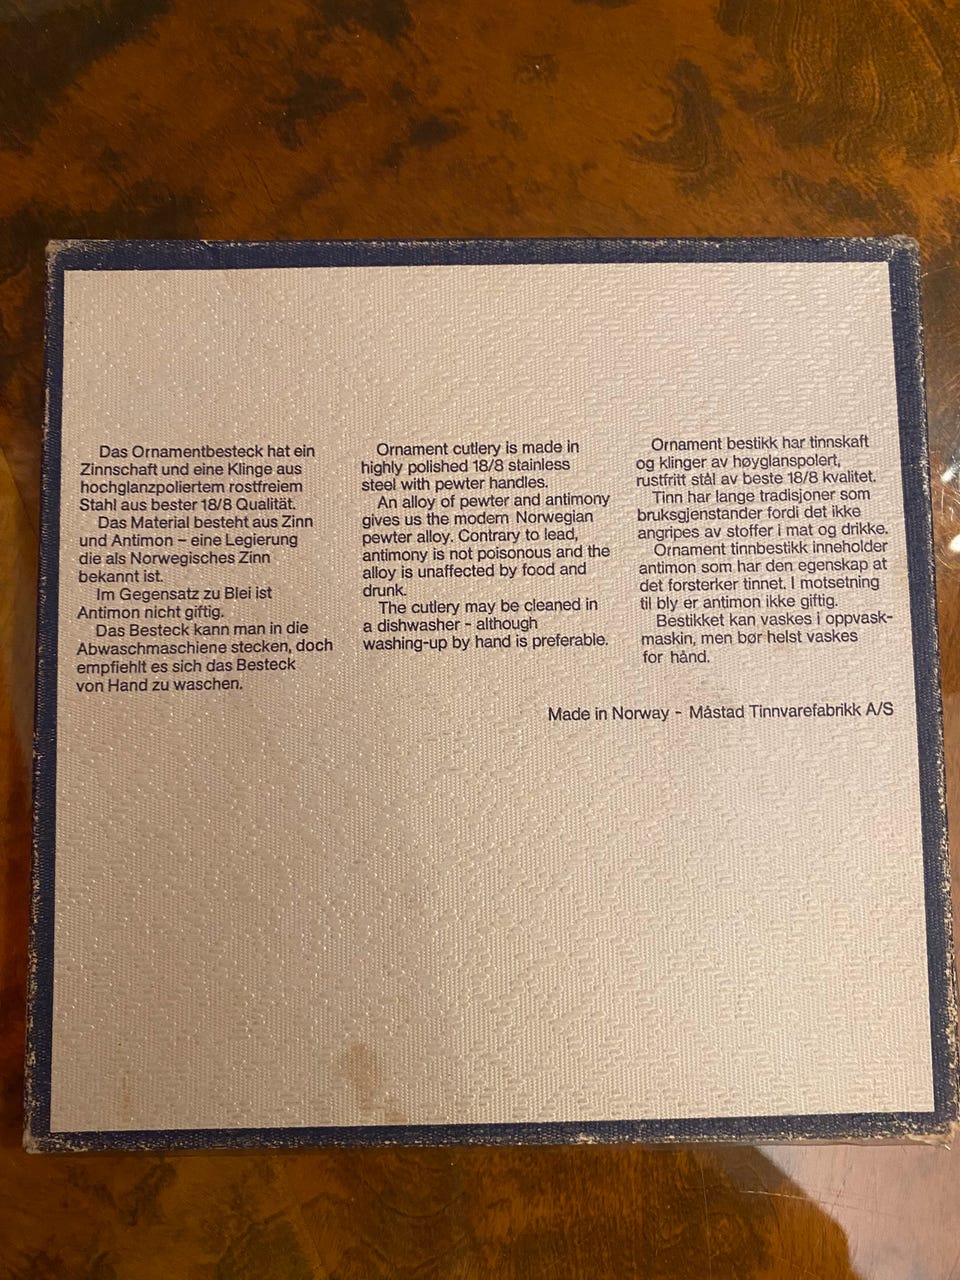 Das Ornamentbesteck hat ein
Zinnschaft und eine Klinge aus
hochglanzpoliertem rostfreiem
Stahl aus bester 18/8 Qualität.
Das Material besteht aus Zinn
und Antimon – eine Legierung
die als Norwegisches Zinn
bekannt ist.
Im Gegensatz zu Blei ist
Antimon nicht giftig.
Das Besteck kann man in die
Abwaschmaschiene stecken, doch
empfiehlt es sich das Besteck
von Hand zu waschen.
Ornament cutlery is made in
highly polished 18/8 stainless
steel with pewter handles.
An alloy of pewter and antimony
gives us the modern Norwegian
pewter alloy. Contrary to lead,
antimony is not poisonous and the
alloy is unaffected by food and
drunk.
The cutlery may be cleaned in
a dishwasher – although
washing-up by hand is preferable.
Ornament bestikk har tinnskaft
og klinger av høyglanspolert,
rustfritt stål av beste 18/8 kvalitet.
Tinn har lange tradisjoner som
bruksgjenstander fordi det ikke
angripes av stoffer i mat og drikke.
Ornament tinnbestikk inneholder
antimon som har den egenskap at
det forsterker tinnet. I motsetning
til bly er antimon ikke giftig.
Bestikket kan vaskes i oppvask-
maskin, men bør helst vaskes
for hånd.
Made in Norway – Måstad Tinnvarefabrikk A/S